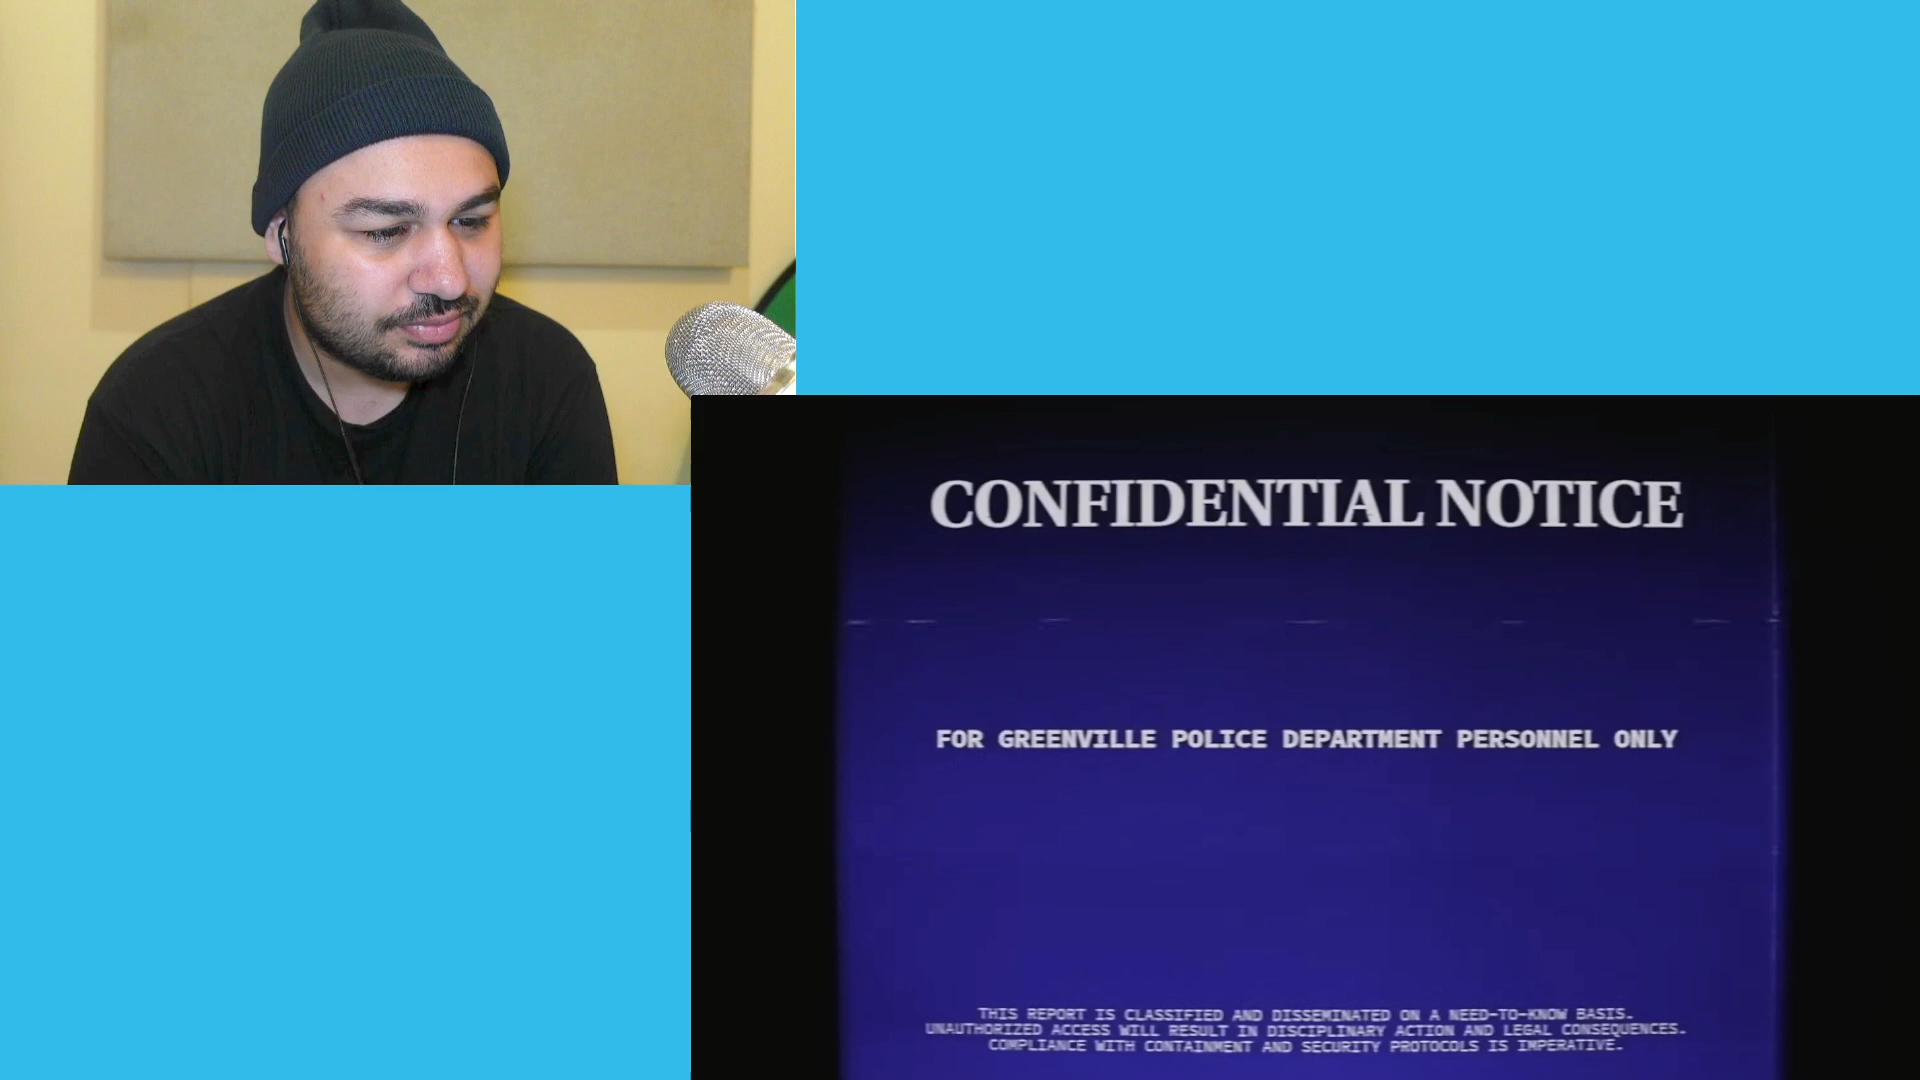 CONFIDENTIAL NOTICE
FOR GREENVILLE POLICE DEPARTMENT PERSONNEL ONLY
THIS REPORT IS CLASSIFIED AND DISSEMINATED ON A NEED-TO-KNOW BASIS.
UNAUTHORIZED ACCESS WILL RESULT IN DISCIPLINARY ACTION AND LEGAL CONSEQUENCES.
COMPLIANCE WITH CONTAINMENT AND SECURITY PROTOCOLS IS IMPERATIVE.